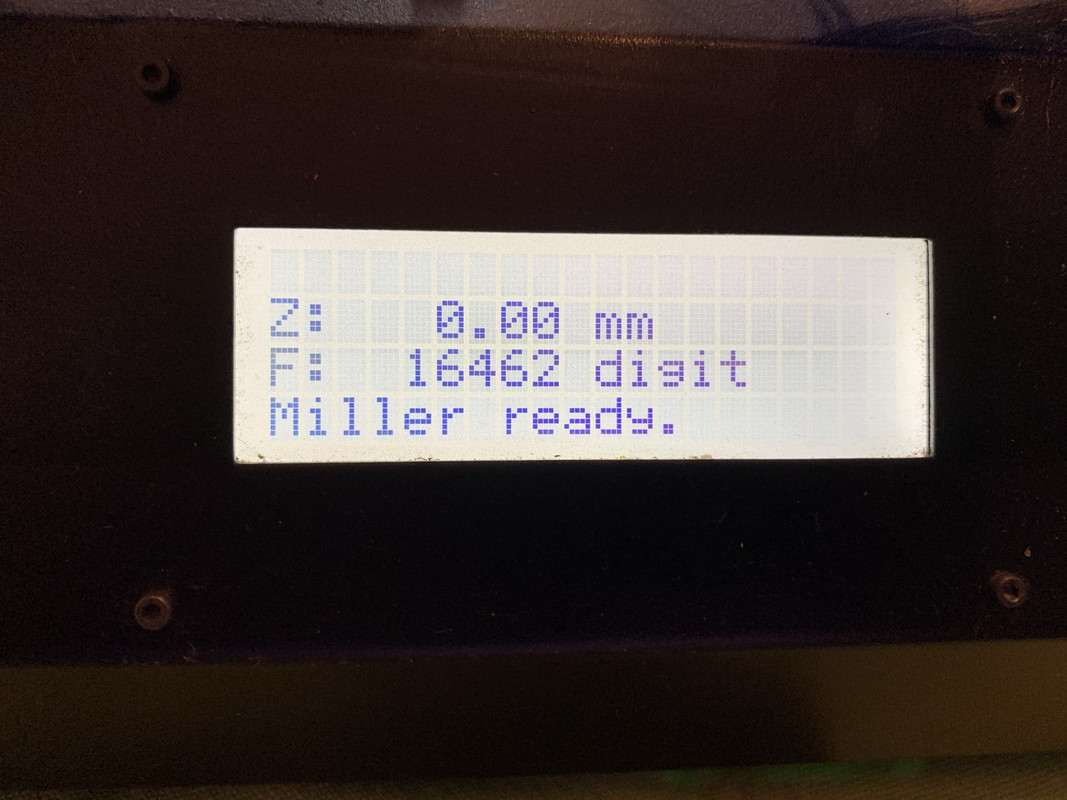 Z: 0.00 mm
F: 16462 digit
Miller ready.